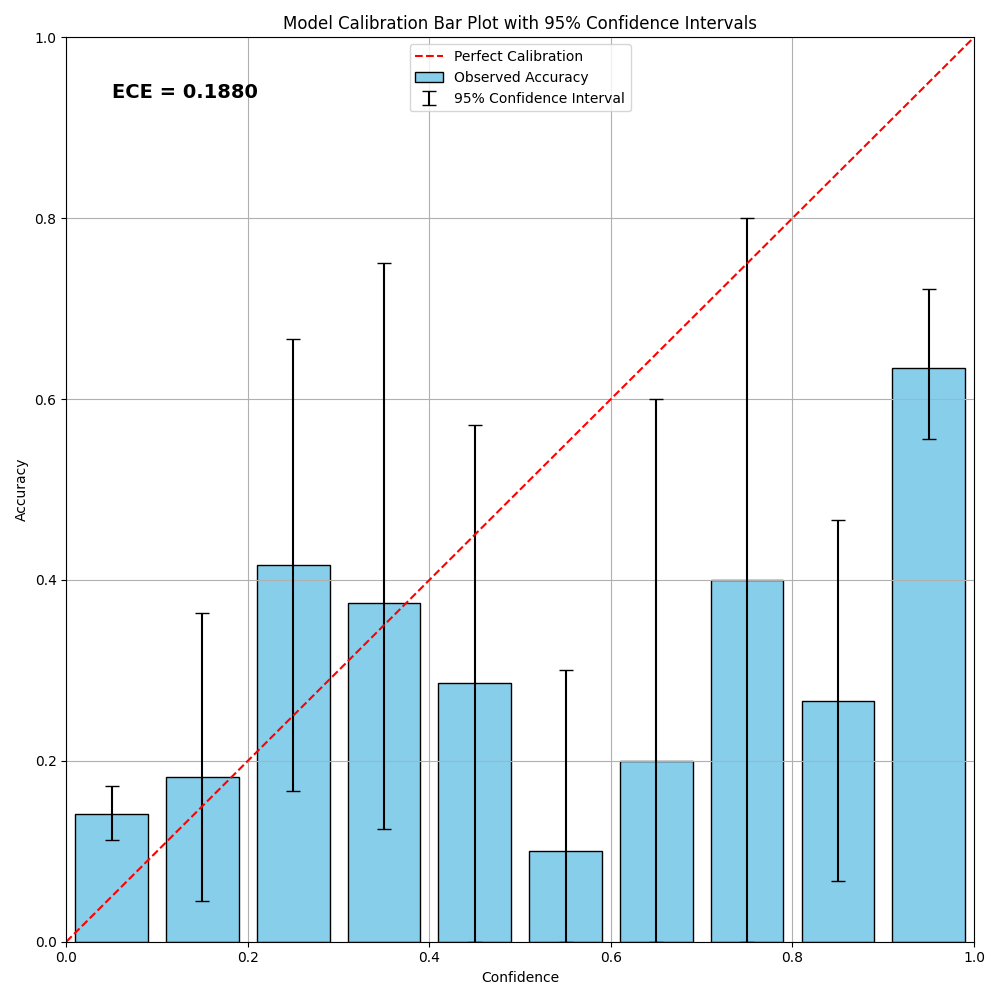 Model Calibration Bar Plot with 95% Confidence Intervals
Perfect Calibration
Observed Accuracy
95% Confidence Interval
ECE = 0.1880
Accuracy
1.0
0.8
0.6
0.4
0.2
0.0
0.0 0.2 0.4 0.6 0.8 1.0
Confidence